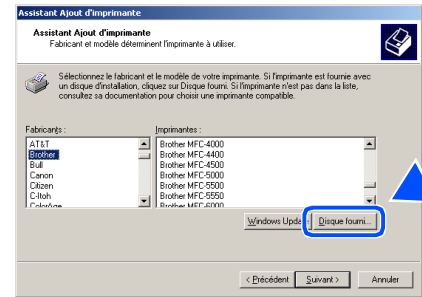 Assistant Ajout d'imprimante
Assistant Ajout d'imprimante
Fabricant et modèle déterminent l'imprimante à utiliser.
Sélectionnez le fabricant et le modèle de votre imprimante. Si l'imprimante est fournie avec
un disque d'installation, cliquez sur Disque fourni. Si l'imprimante n'est pas dans la liste,
consultez sa documentation pour choisir une imprimante compatible.
Fabricants :
AT&T
Brother
Bull
Canon
Citizen
C-Itoh
ColorAge
Imprimantes :
Brother MFC-4000
Brother MFC-4400
Brother MFC-4500
Brother MFC-5000
Brother MFC-5500
Brother MFC-5550
Brother MFC-6000
Windows Upda
Disque fourni...
< Précédent
Suivant >
Annuler